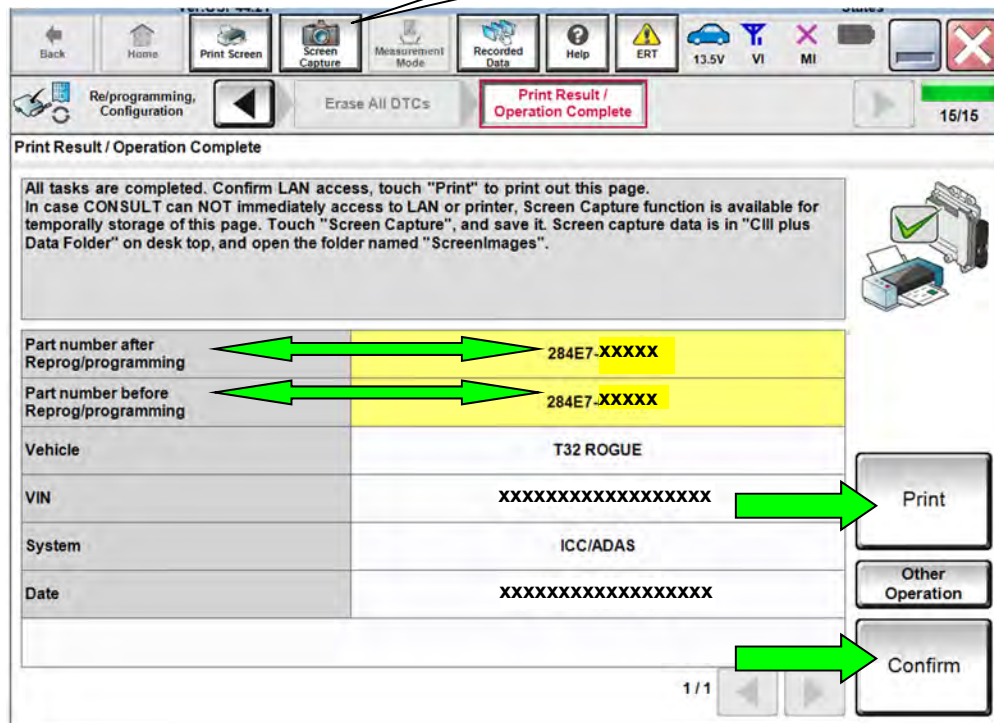 Back
Home
Print Screen
Screen
Capture
Measurement
Mode
Recorded
Data
Help
ERT
13.5V
VI
MI
Re/programming,
Configuration
Erase All DTCs
Print Result /
Operation Complete
15/15
Print Result / Operation Complete
All tasks are completed. Confirm LAN access, touch "Print" to print out this page.
In case CONSULT can NOT immediately access to LAN or printer, Screen Capture function is available for
temporally storage of this page. Touch "Screen Capture", and save it. Screen capture data is in "CIII plus
Data Folder" on desk top, and open the folder named "ScreenImages".
Part number after
Reprog/programming
284E7-XXXXX
Part number before
Reprog/programming
284E7-XXXXX
Vehicle
T32 ROGUE
VIN
XXXXXXXXXXXXXXXXXX
Print
System
ICC/ADAS
Other
Operation
Date
XXXXXXXXXXXXXXXXXX
Confirm
1/1